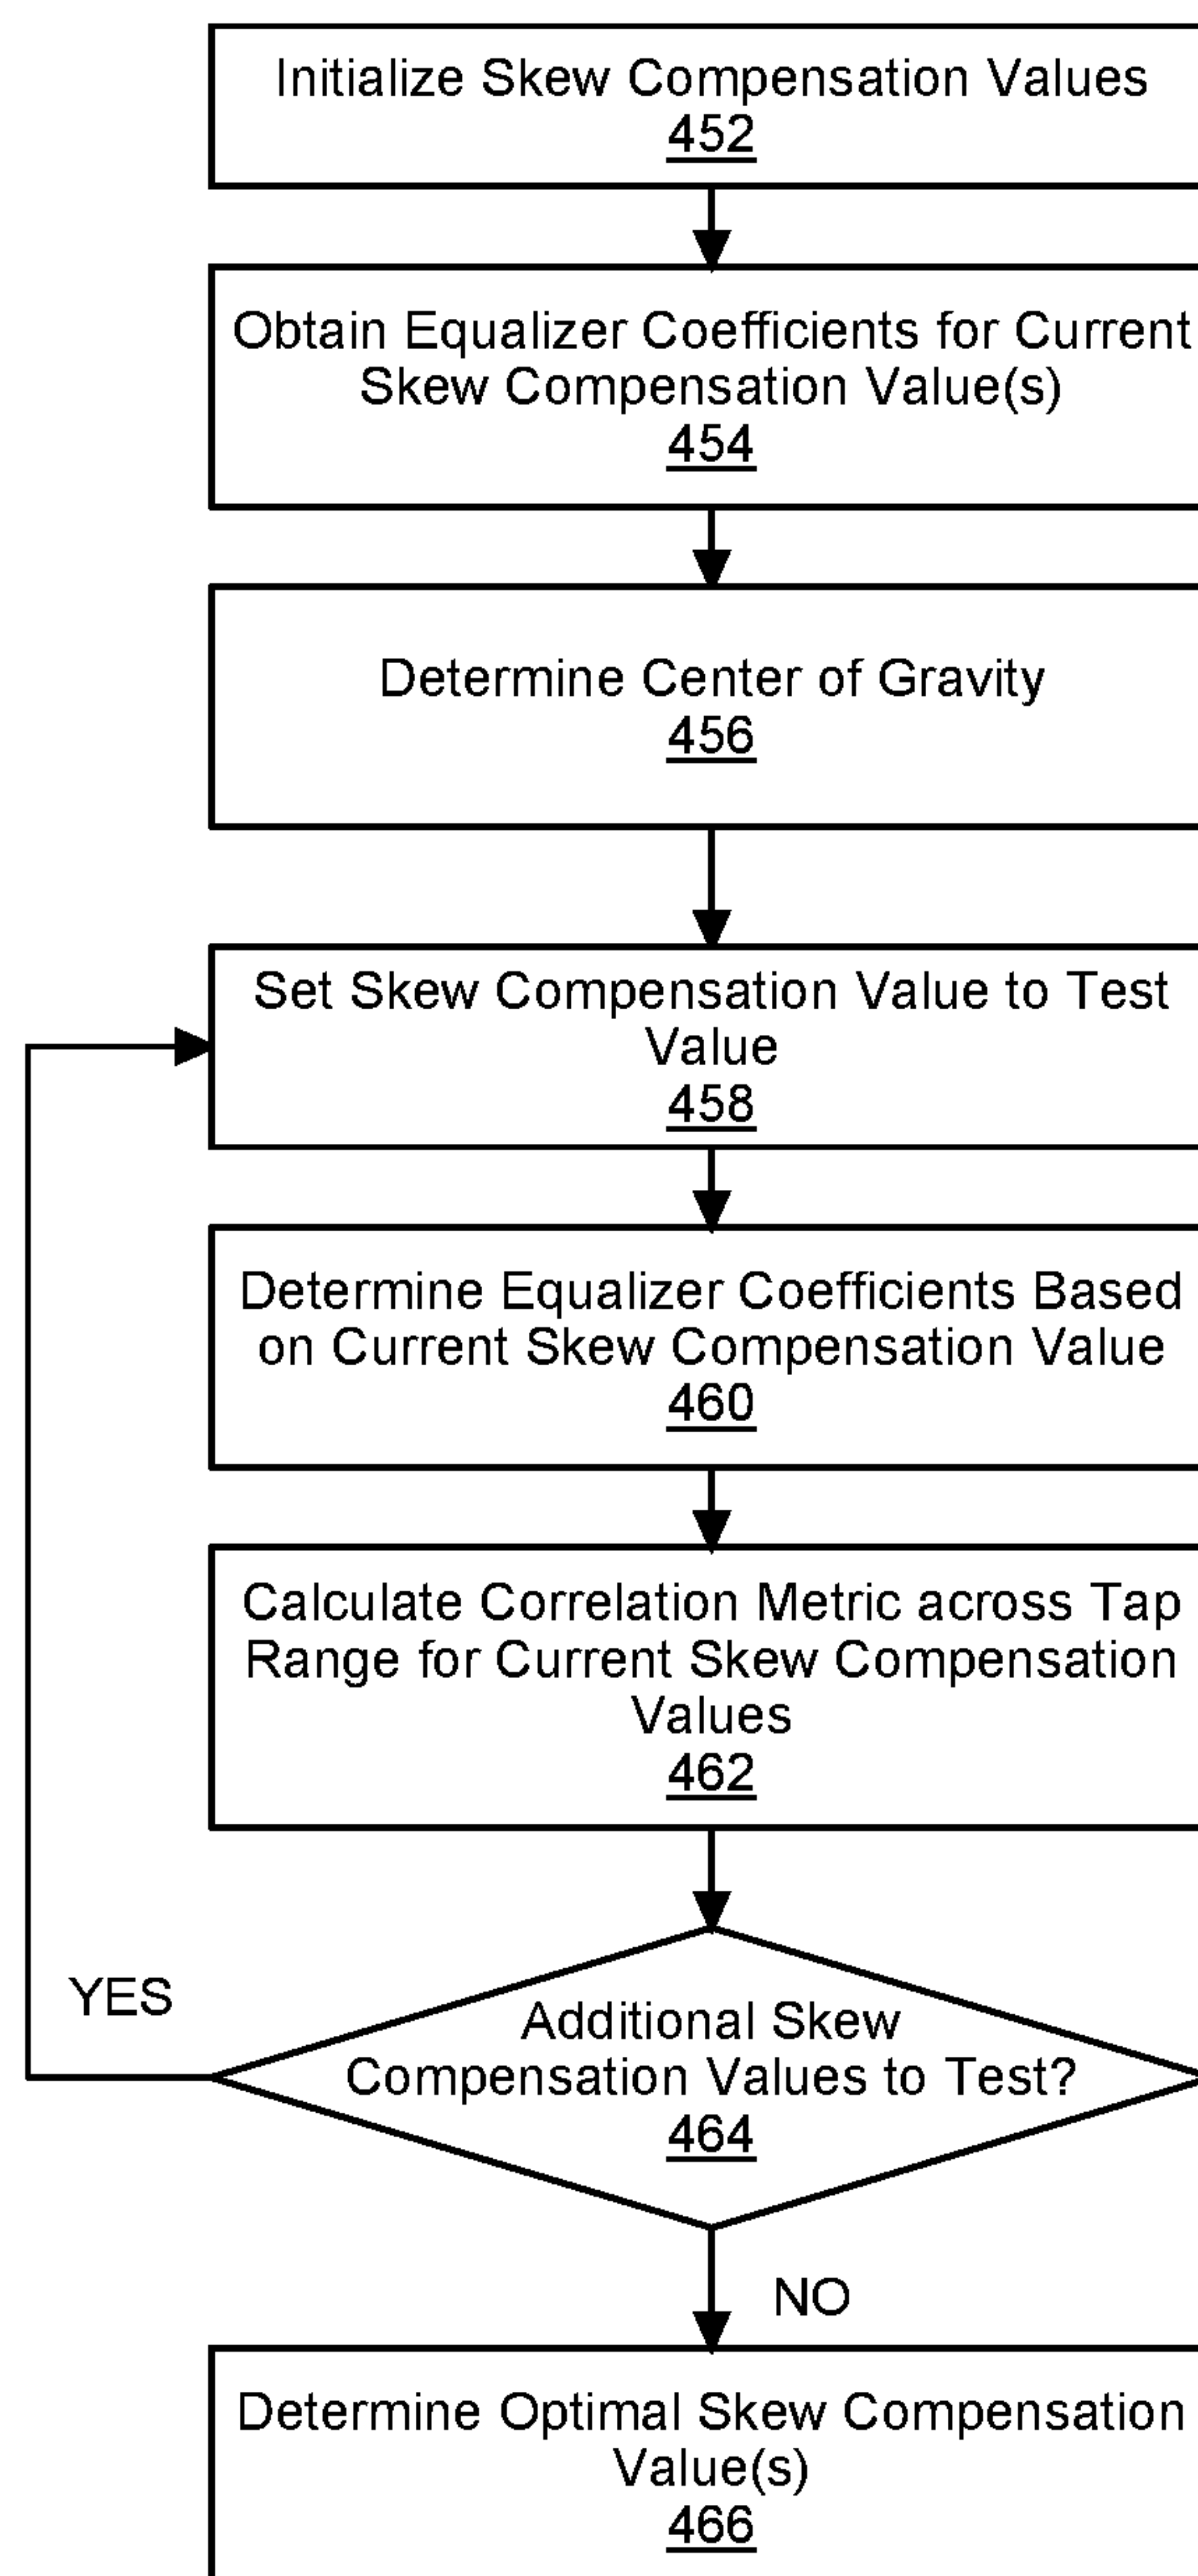 Initialize Skew Compensation Values
452
Obtain Equalizer Coefficients for Current
Skew Compensation Value(s)
454
Determine Center of Gravity
456
Set Skew Compensation Value to Test
Value
458
Determine Equalizer Coefficients Based
on Current Skew Compensation Value
460
Calculate Correlation Metric across Tap
Range for Current Skew Compensation
Values
462
YES
Additional Skew
Compensation Values to Test?
464
NO
Determine Optimal Skew Compensation
Value(s)
466